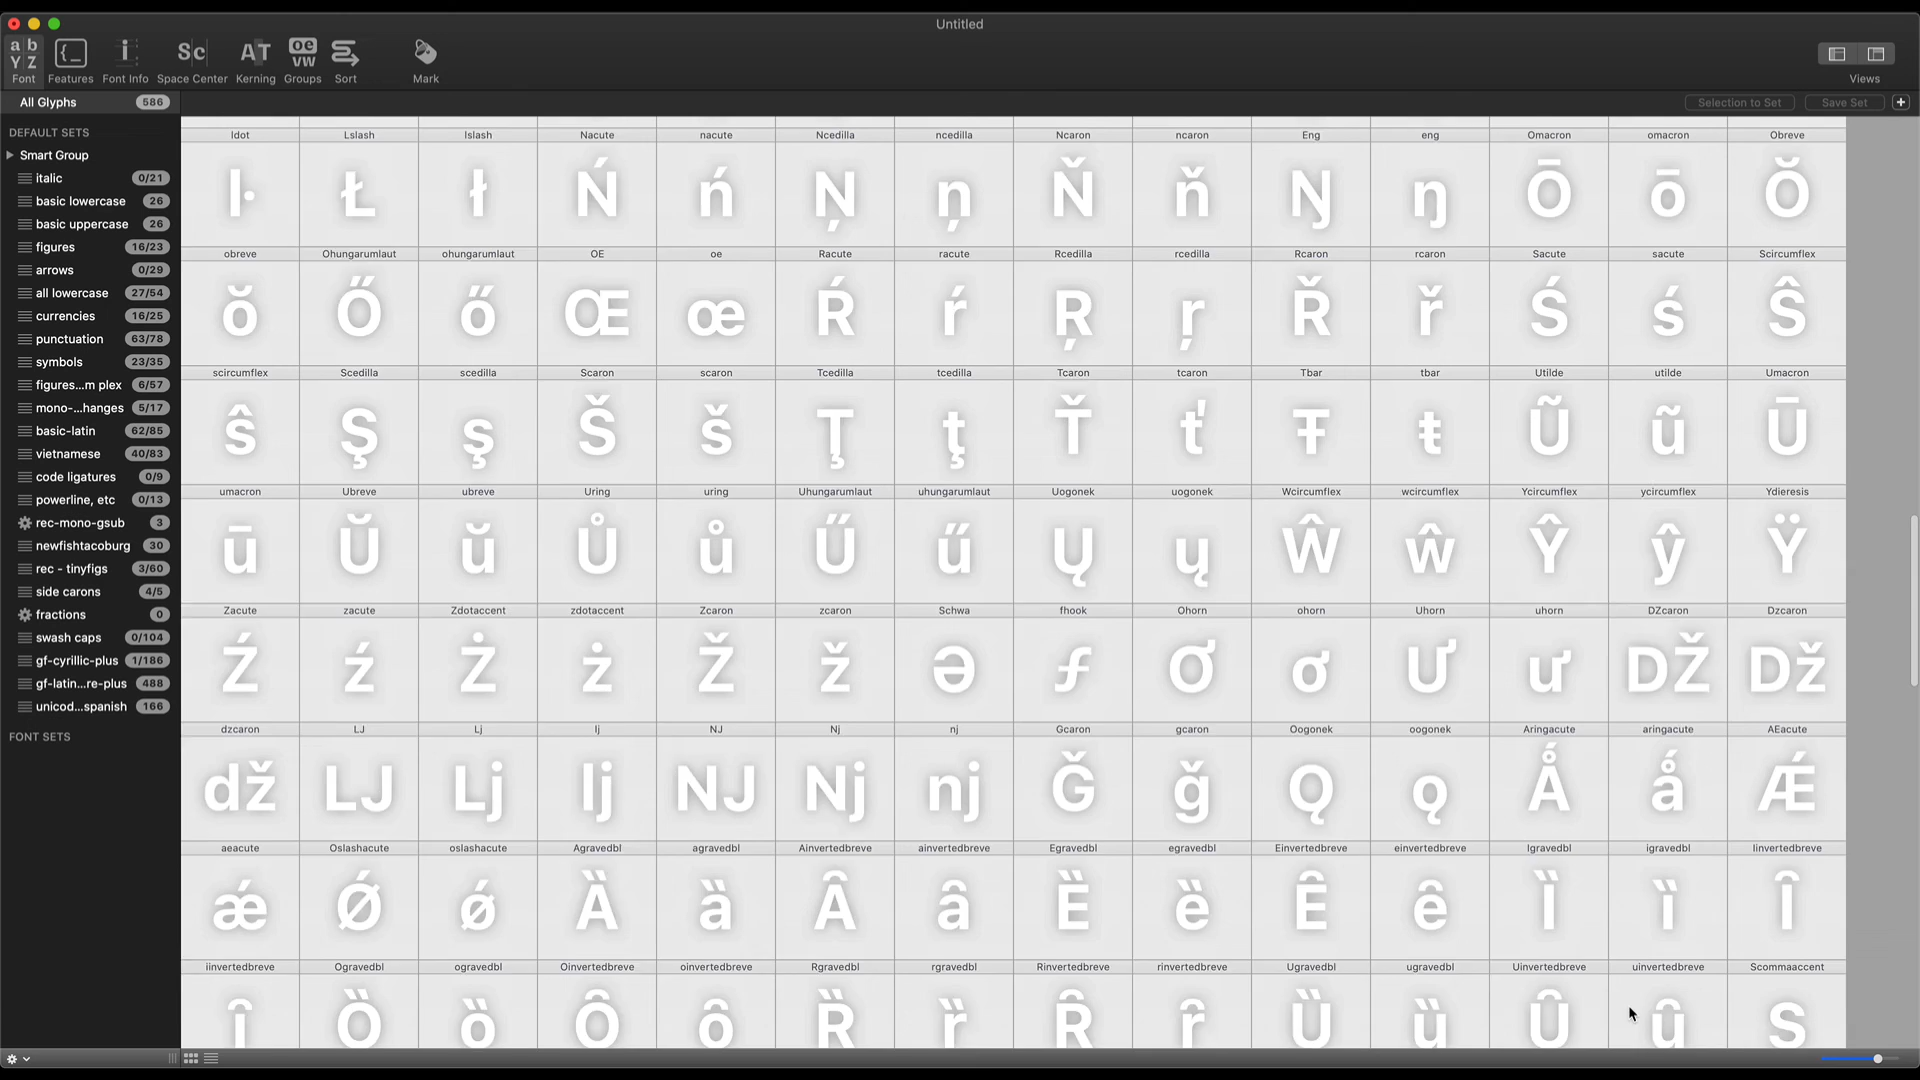 Untitled
Font Features Font Info Space Center Kerning Groups Sort Mark Views
All Glyphs 586 Selection to Set Save Set
DEFAULT SETS
Smart Group
italic 0/21
basic lowercase 26
basic uppercase 26
figures 16/23
arrows 0/29
all lowercase 27/54
currencies 16/25
punctuation 63/78
symbols 23/35
figures...m plex 6/57
mono-...hanges 5/17
basic-latin 62/85
vietnamese 40/83
code ligatures 0/9
powerline, etc 0/13
rec-mono-gsub 3
newfishtacoburg 30
rec - tinyfigs 3/60
side carons 4/5
fractions 0
swash caps 0/104
gf-cyrillic-plus 1/186
gf-latin...re-plus 488
unicod...spanish 166
FONT SETS
ldot Lslash lslash Nacute nacute Ncedilla ncedilla Ncaron ncaron Eng eng Omacron omacron Obreve
ŀ Ł ł Ń ń Ņ ņ Ň ň Ŋ ŋ Ō ō Ŏ
obreve Ohungarumlaut ohungarumlaut OE oe Racute racute Rcedilla rcedilla Rcaron rcaron Sacute sacute Scircumflex
ŏ Ő ő Œ œ Ŕ ŕ Ŗ ŗ Ř ř Ś ś Ŝ
scircumflex Scedilla scedilla Scaron scaron Tcedilla tcedilla Tcaron tcaron Tbar tbar Utilde utilde Umacron
ŝ Ş ş Š š Ţ ţ Ť ť Ŧ ŧ Ũ ũ Ū
umacron Ubreve ubreve Uring uring Uhungarumlaut uhungarumlaut Uogonek uogonek Wcircumflex wcircumflex Ycircumflex ycircumflex Ydieresis
ū Ŭ ŭ Ů ů Ű ű Ų ų Ŵ ŵ Ŷ ŷ Ÿ
Zacute zacute Zdotaccent zdotaccent Zcaron zcaron Schwa fhook Ohorn ohorn Uhorn uhorn DZcaron Dzcaron
Ź ź Ż ż Ž ž Ə ƒ Ơ ơ Ư ư DŽ Dž
dzcaron LJ Lj lj NJ Nj nj Gcaron gcaron Oogonek oogonek Aringacute aringacute AEacute
dž LJ Lj lj NJ Nj nj Ǧ ǧ Ǫ ǫ Ǻ ǻ Ǽ
aeacute Oslashacute oslashacute Agravedbl agravedbl Ainvertedbreve ainvertedbreve Egravedbl egravedbl Einvertedbreve einvertedbreve Igravedbl igravedbl Iinvertedbreve
ǽ Ǿ ǿ Ȁ ȁ Ȃ ȃ Ȅ ȅ Ȇ ȇ Ȉ ȉ Ȋ
iinvertedbreve Ogravedbl ogravedbl Oinvertedbreve oinvertedbreve Rgravedbl rgravedbl Rinvertedbreve rinvertedbreve Ugravedbl ugravedbl Uinvertedbreve uinvertedbreve Scommaaccent
ȋ Ȍ ȍ Ȏ ȏ Ȑ ȑ Ȓ ȓ Ȕ ȕ Ȗ ȗ S